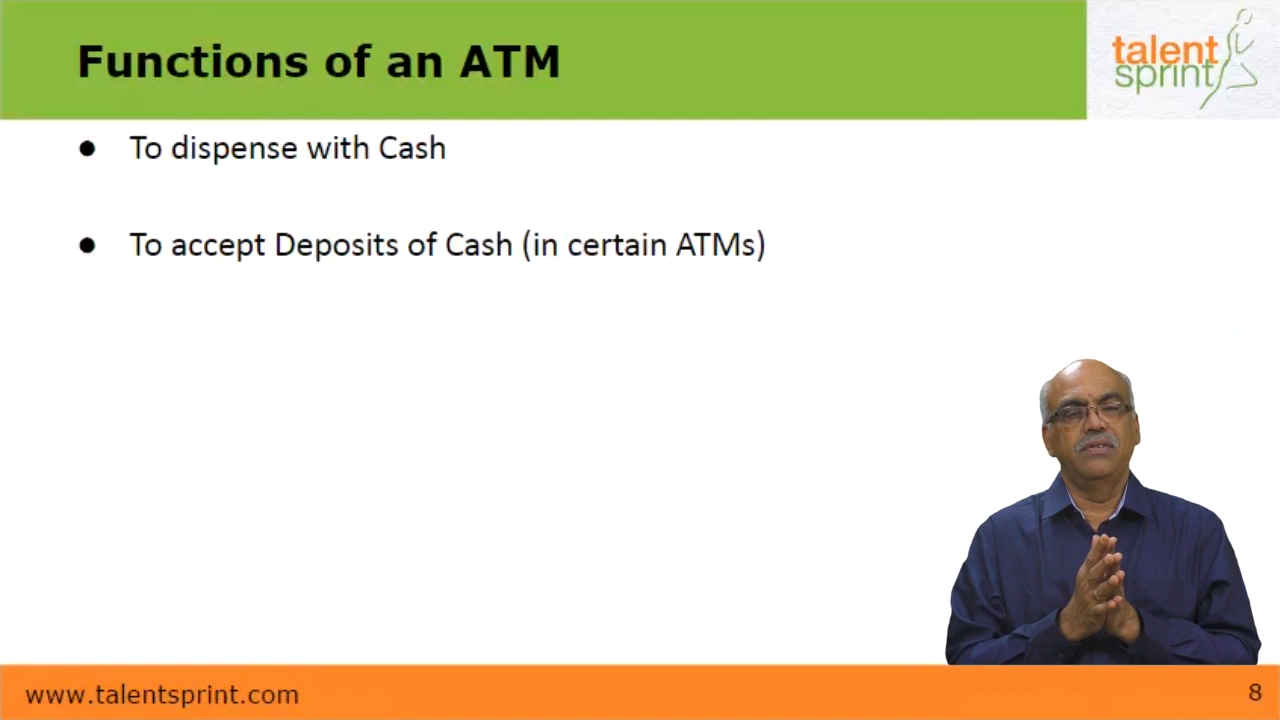 Functions of an ATM
talent
sprint
● To dispense with Cash
● To accept Deposits of Cash (in certain ATMs)
www.talentsprint.com
8